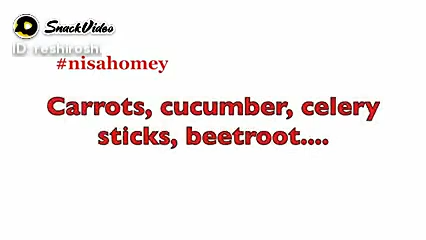 SnackVideo
ID: reshirosh
#nisahomey
Carrots, cucumber, celery
sticks, beetroot....